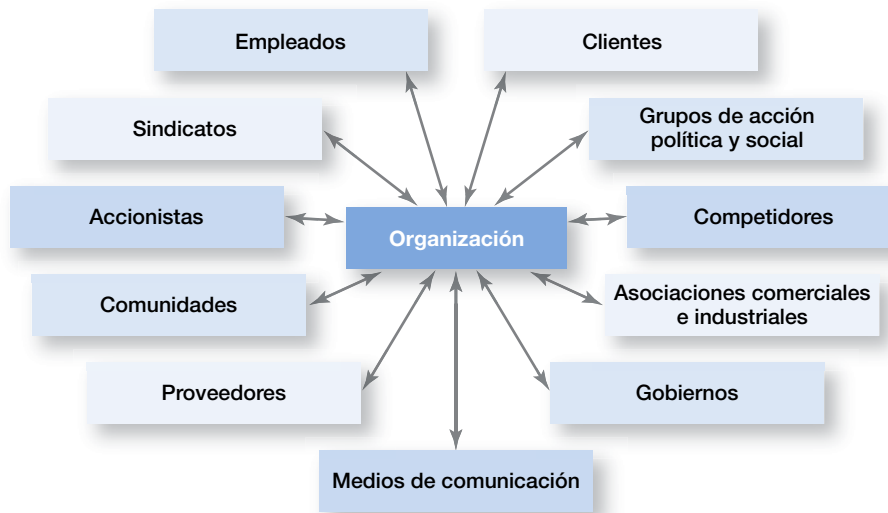 Empleados
Clientes
Sindicatos
Grupos de acción
política y social
Accionistas
Organización
Competidores
Comunidades
Asociaciones comerciales
e industriales
Proveedores
Gobiernos
Medios de comunicación